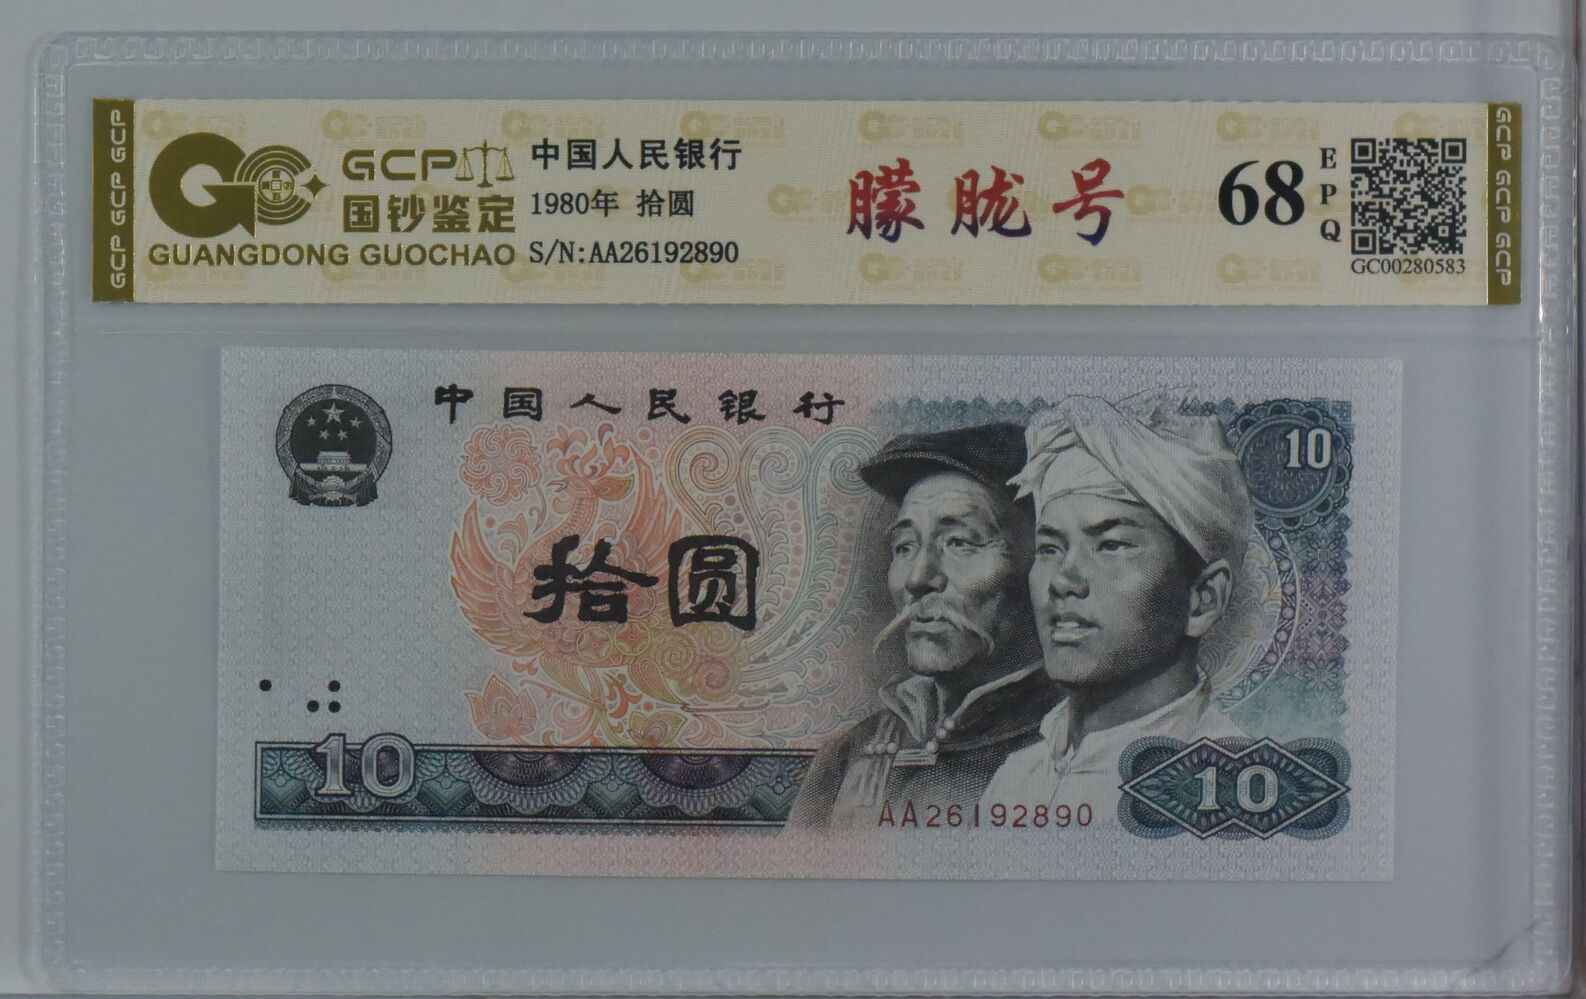 GCP GCP GCP
GCP
国钞鉴定
GUANGDONG GUOCHAO
中国人民银行
1980年 拾圆
S/N:AA26192890
朦胧号
68
EPQ
GC00280583
GCP GCP GCP
中国人民银行
10
拾圆
10
AA26192890
10